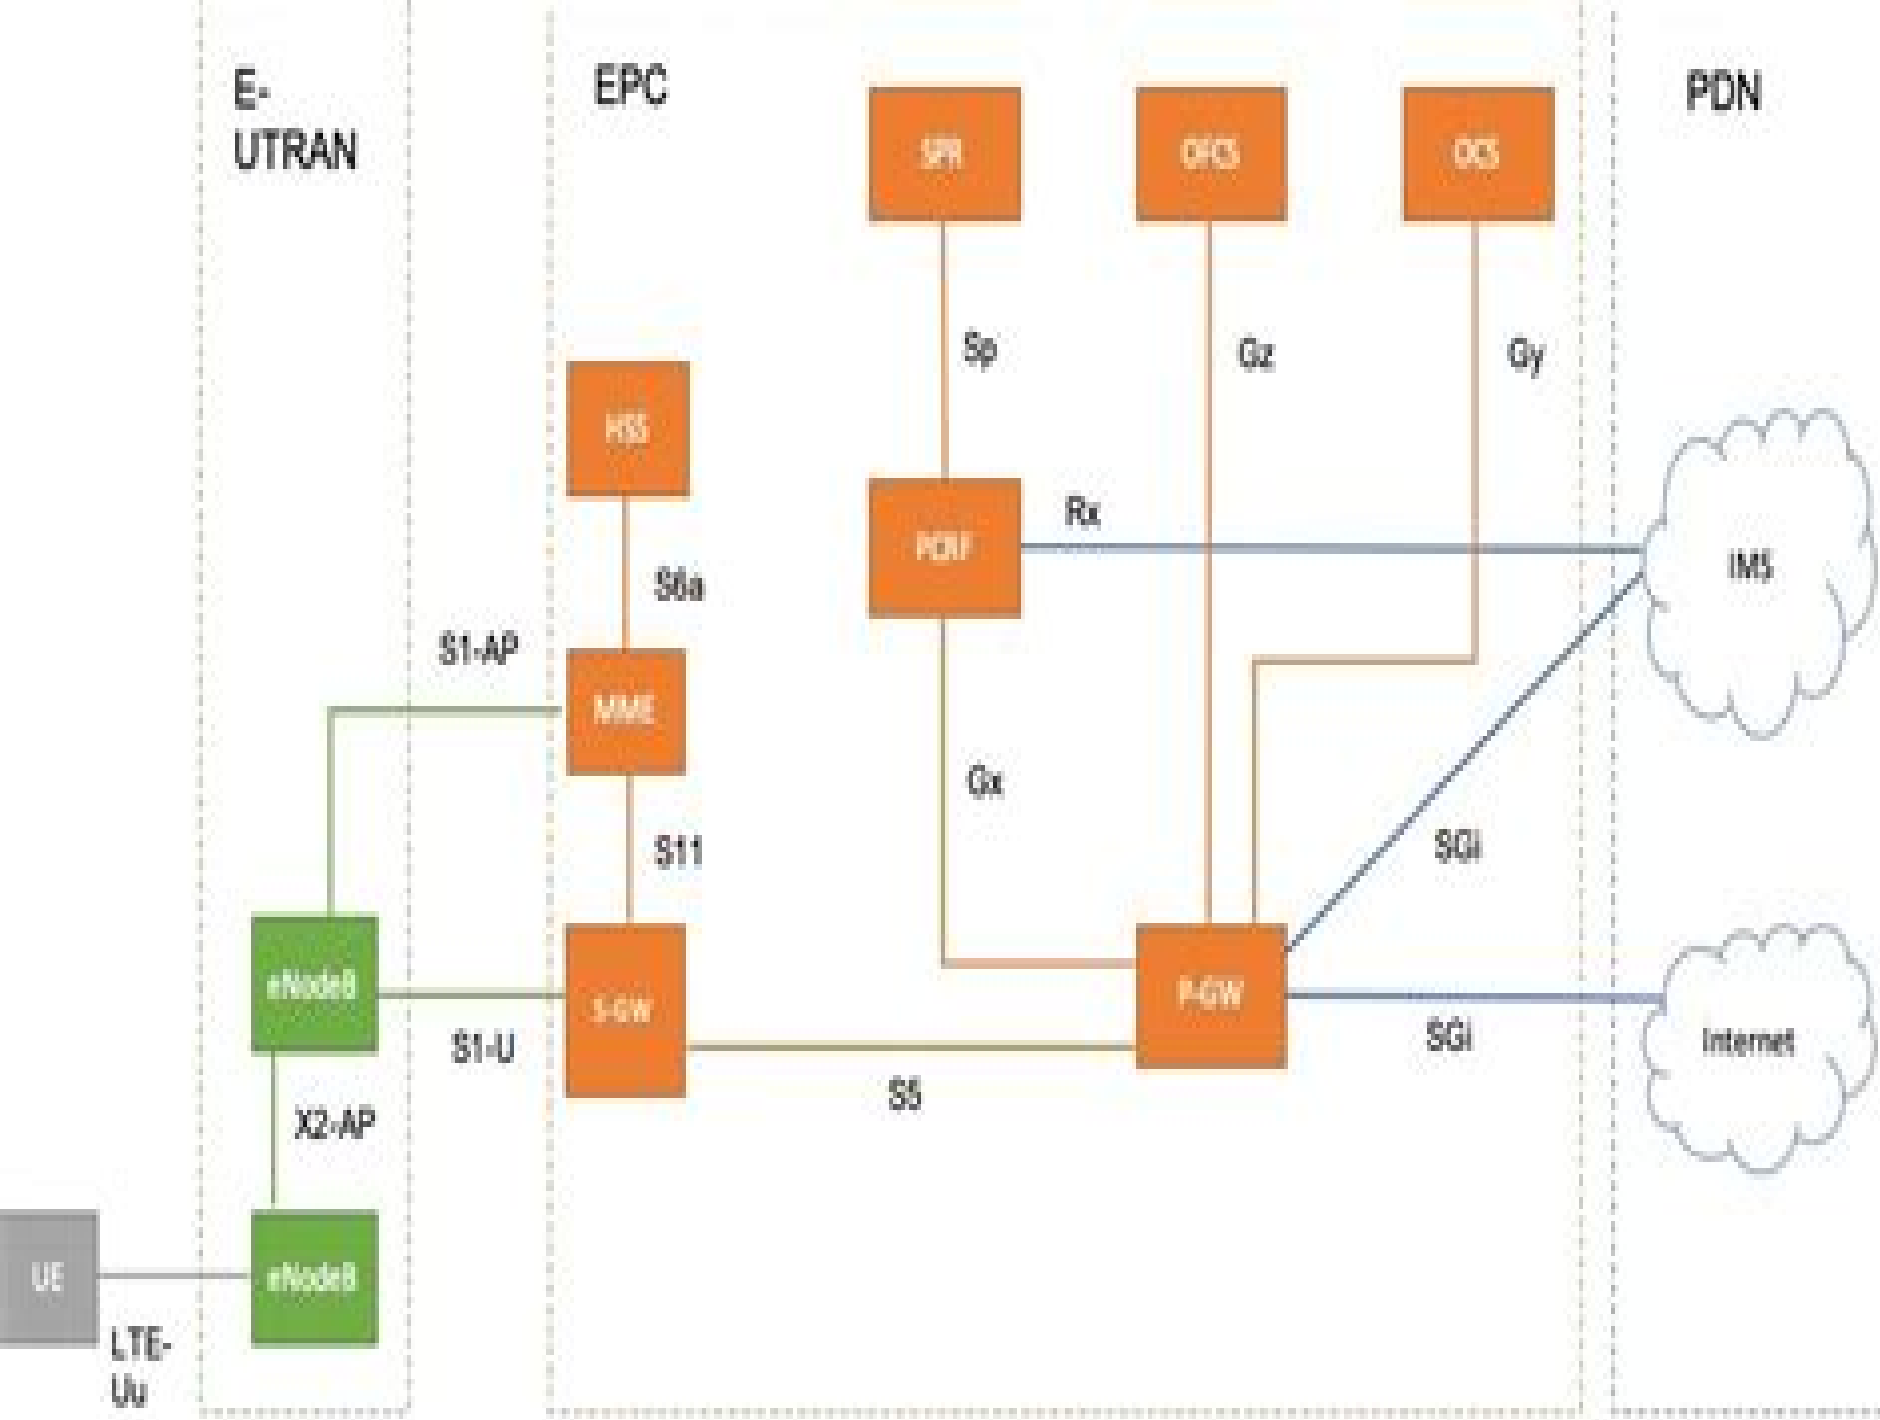 E-
UTRAN
EPC
PDN
SPR
OFCS
OCS
Sp
Gz
Gy
HSS
Rx
PCRF
IMS
S6a
S1-AP
MME
Gx
S11
SGi
eNodeB
S-GW
P-GW
S1-U
SGi
Internet
S5
X2-AP
UE
eNodeB
LTE-
Uu